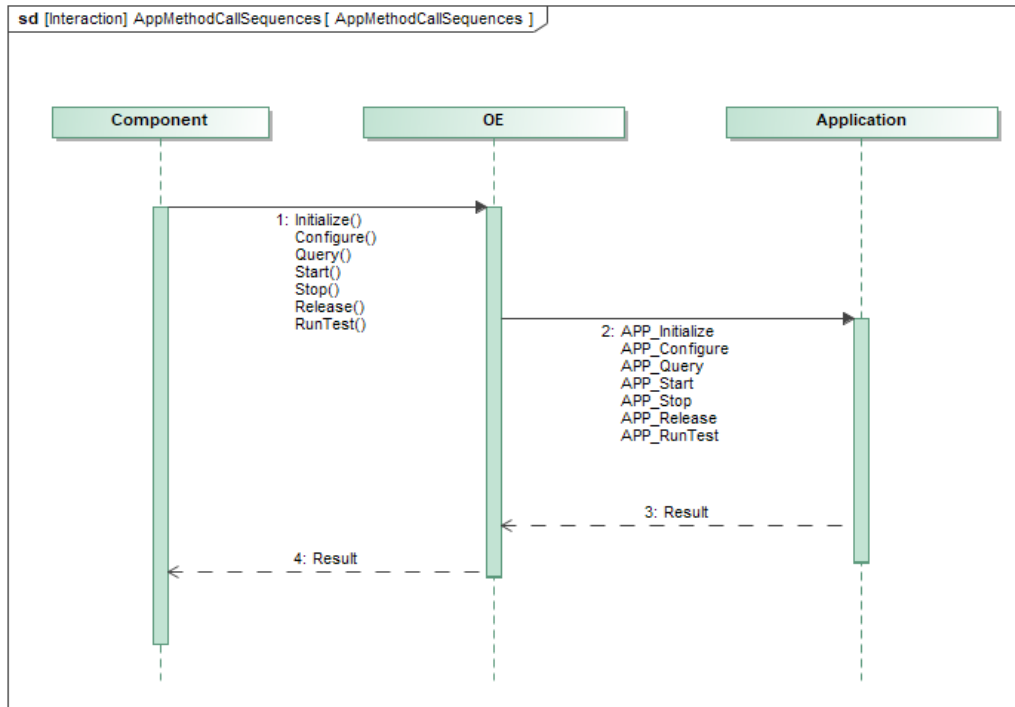 sd [Interaction] AppMethodCallSequences [ AppMethodCallSequences ]
Component
OE
Application
1: Initialize()
Configure()
Query()
Start()
Stop()
Release()
RunTest()
2: APP_Initialize
APP_Configure
APP_Query
APP_Start
APP_Stop
APP_Release
APP_RunTest
3: Result
4: Result